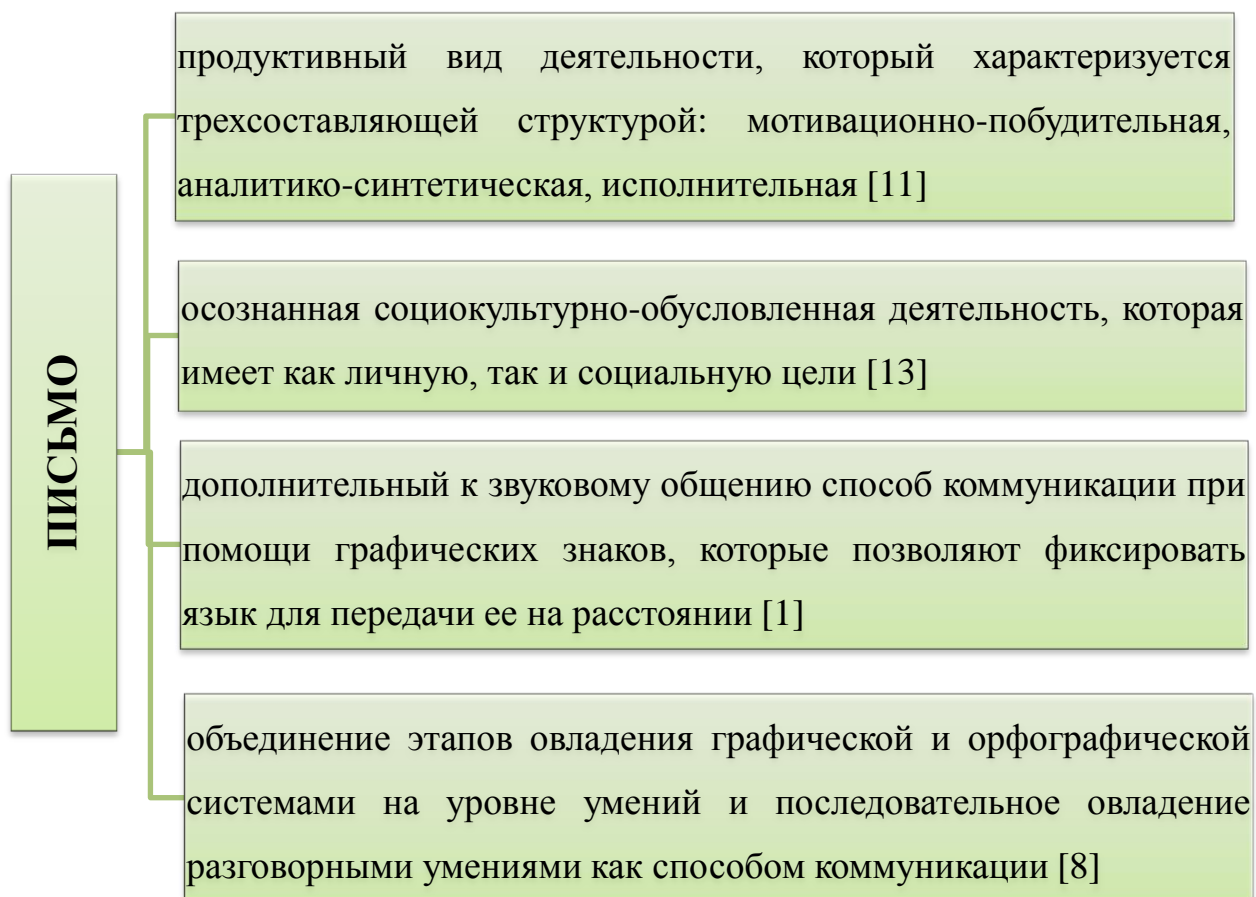 ПИСЬМО
продуктивный вид деятельности, который характеризуется
трехсоставляющей структурой: мотивационно-побудительная,
аналитико-синтетическая, исполнительная [11]
осознанная социокультурно-обусловленная деятельность, которая
имеет как личную, так и социальную цели [13]
дополнительный к звуковому общению способ коммуникации при
помощи графических знаков, которые позволяют фиксировать
язык для передачи ее на расстоянии [1]
объединение этапов овладения графической и орфографической
системами на уровне умений и последовательное овладение
разговорными умениями как способом коммуникации [8]